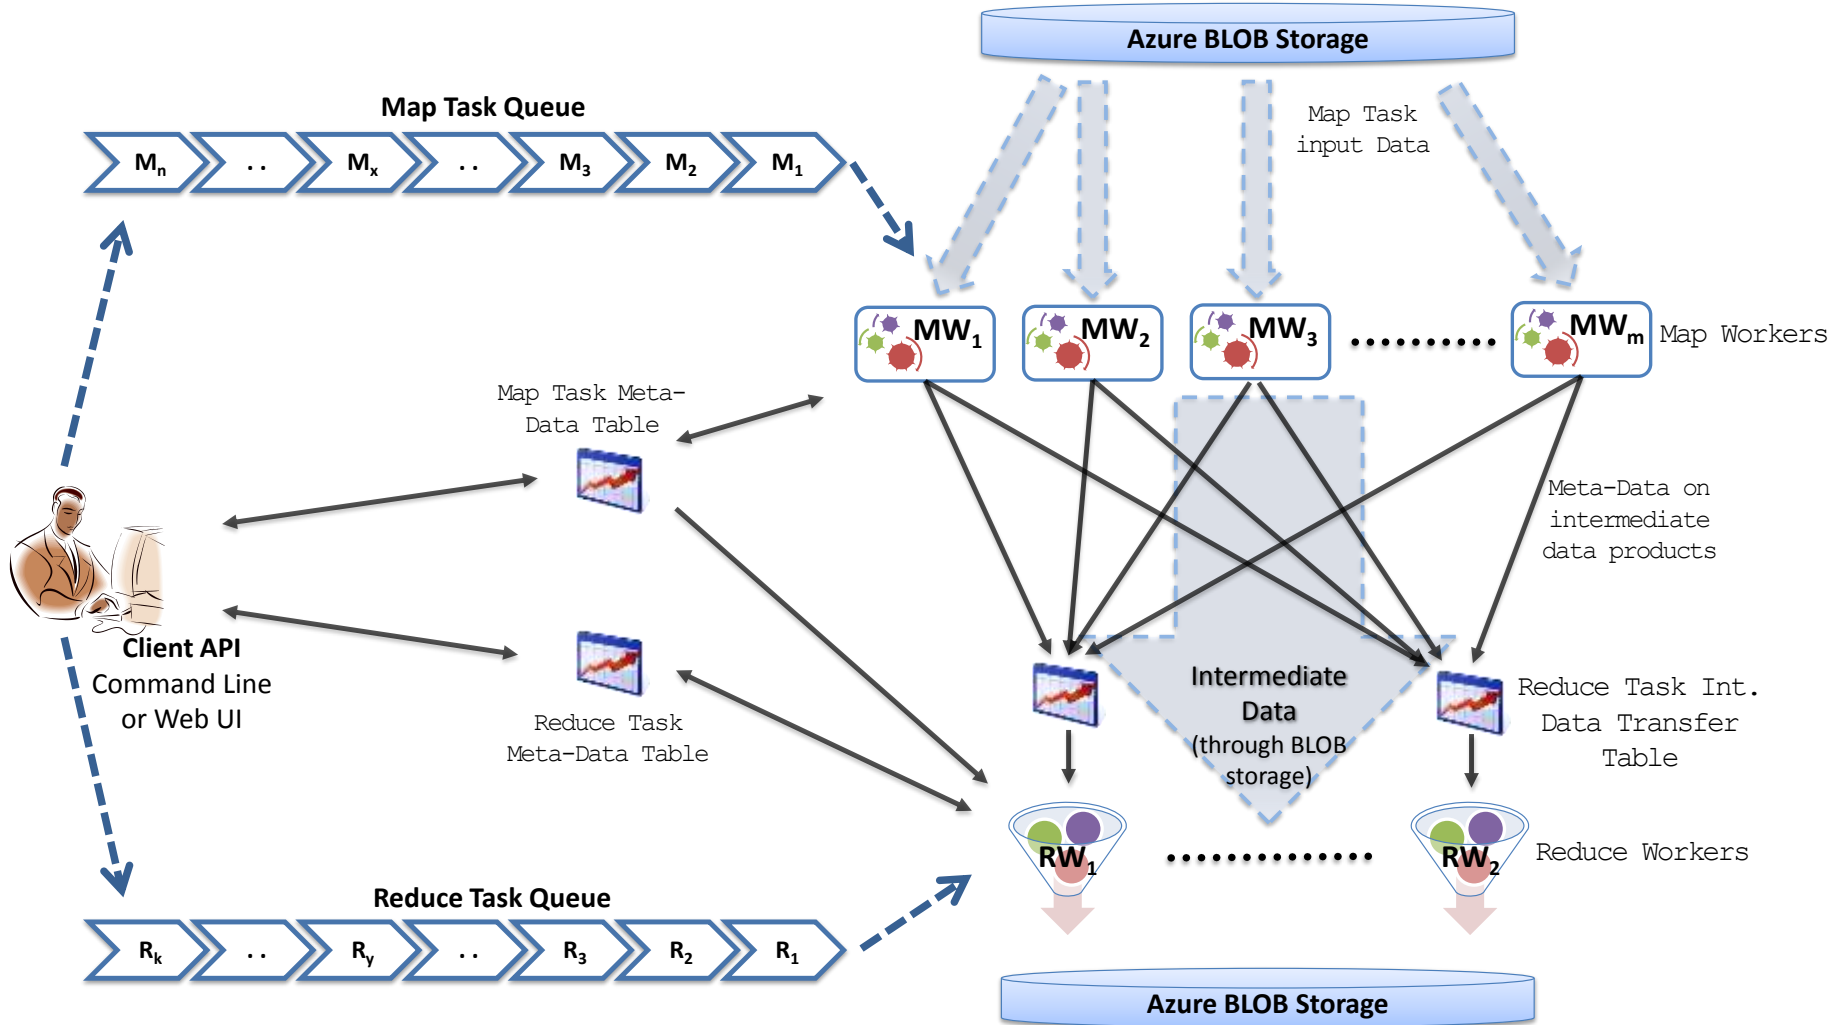 Azure BLOB Storage
Map Task Queue
Mn
. .
Mx
. .
M3
M2
M1
Map Task
input Data
MW1
MW2
MW3
MWm
Map Workers
Map Task Meta-
Data Table
Meta-Data on
intermediate
data products
Client API
Command Line
or Web UI
Reduce Task
Meta-Data Table
Intermediate
Data
(through BLOB
storage)
Reduce Task Int.
Data Transfer
Table
RW1
RW2
Reduce Workers
Reduce Task Queue
Rk
. .
Ry
. .
R3
R2
R1
Azure BLOB Storage